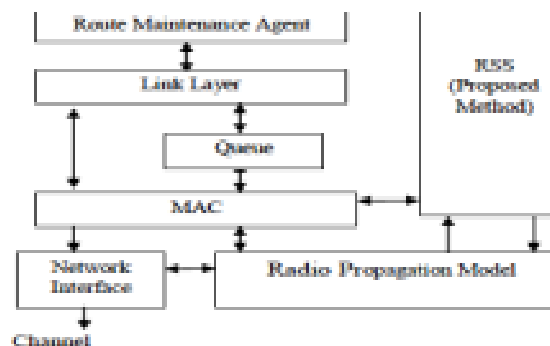 Route Maintenance Agent
Link Layer
Queue
MAC
Network
Interface
Radio Propagation Model
Channel
RSS
(Proposed
Method)